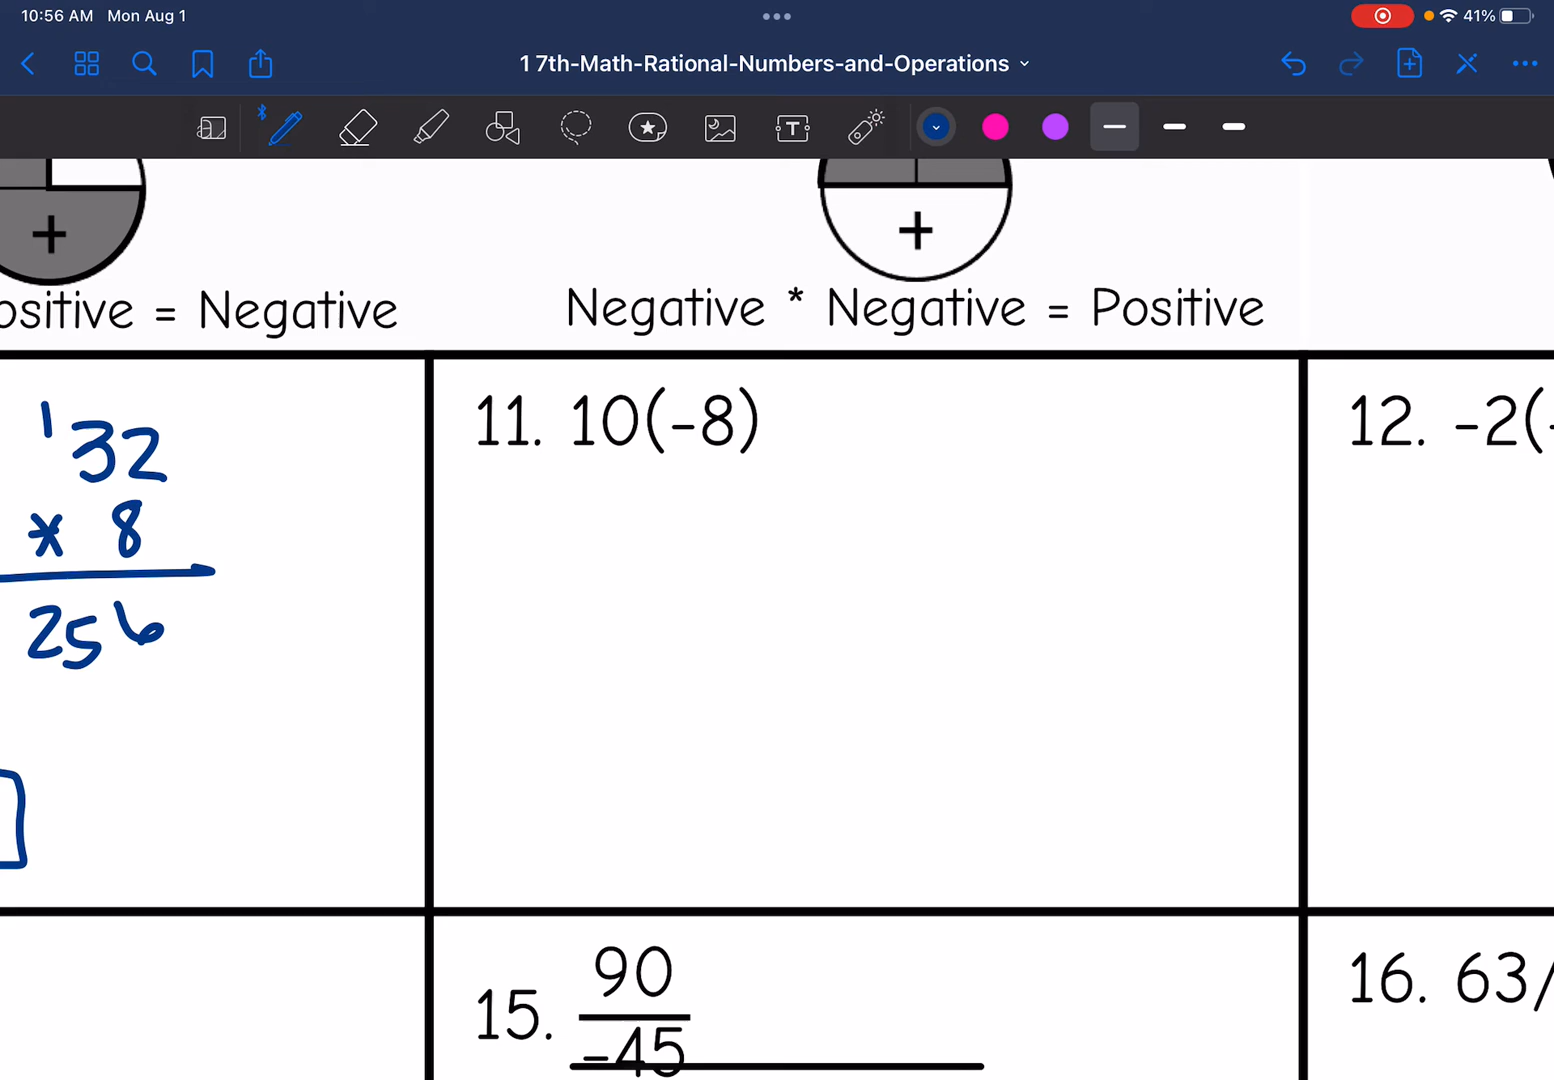 10:56 AM Mon Aug 1
41%
1 7th-Math-Rational-Numbers-and-Operations
T
+
+
ositive = Negative
Negative * Negative = Positive
1
32
* 8
256
11. 10(-8)
12. -2(-
15. 90
-45
16. 63/